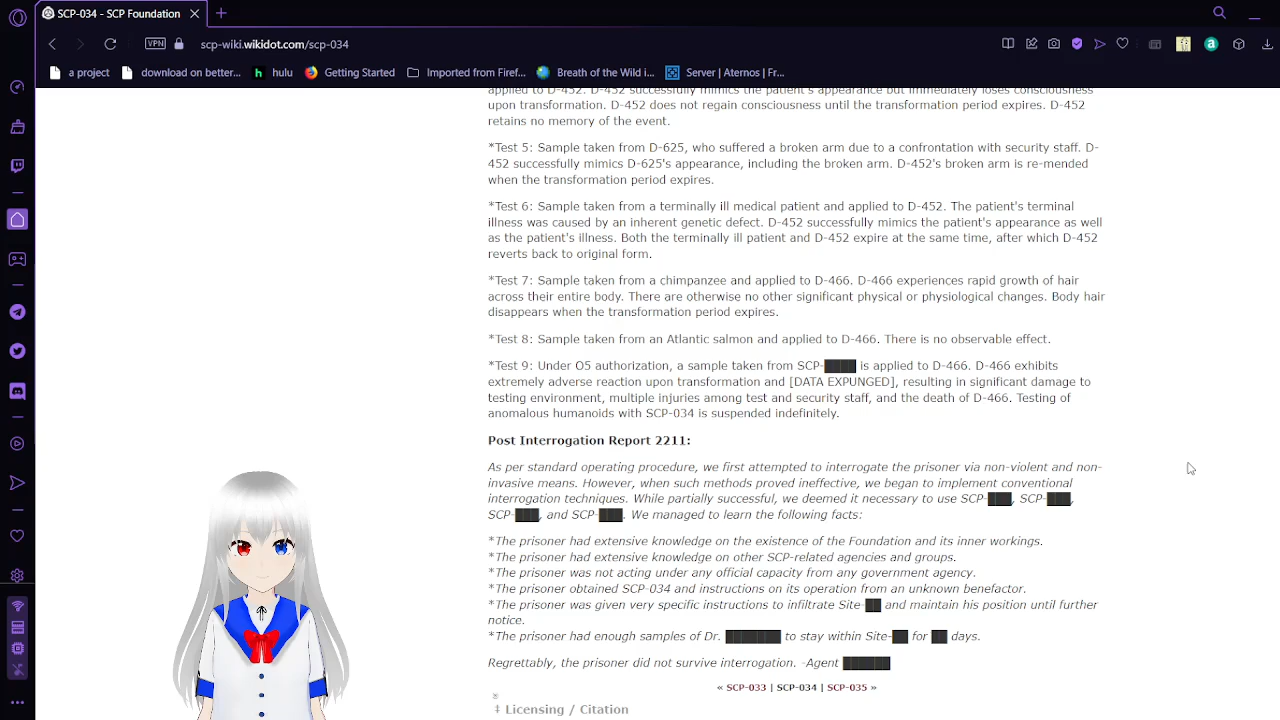 SCP-034 - SCP Foundation
VPN
scp-wiki.wikidot.com/scp-034
a project
download on better...
hulu
Getting Started
Imported from Firef...
Breath of the Wild i...
Server | Aternos | Fr...
applied to D-452. D-452 successfully mimics the patient's appearance but immediately loses consciousness
upon transformation. D-452 does not regain consciousness until the transformation period expires. D-452
retains no memory of the event.
*Test 5: Sample taken from D-625, who suffered a broken arm due to a confrontation with security staff. D-
452 successfully mimics D-625's appearance, including the broken arm. D-452's broken arm is re-mended
when the transformation period expires.
*Test 6: Sample taken from a terminally ill medical patient and applied to D-452. The patient's terminal
illness was caused by an inherent genetic defect. D-452 successfully mimics the patient's appearance as well
as the patient's illness. Both the terminally ill patient and D-452 expire at the same time, after which D-452
reverts back to original form.
*Test 7: Sample taken from a chimpanzee and applied to D-466. D-466 experiences rapid growth of hair
across their entire body. There are otherwise no other significant physical or physiological changes. Body hair
disappears when the transformation period expires.
*Test 8: Sample taken from an Atlantic salmon and applied to D-466. There is no observable effect.
*Test 9: Under O5 authorization, a sample taken from SCP-████ is applied to D-466. D-466 exhibits
extremely adverse reaction upon transformation and [DATA EXPUNGED], resulting in significant damage to
testing environment, multiple injuries among test and security staff, and the death of D-466. Testing of
anomalous humanoids with SCP-034 is suspended indefinitely.
Post Interrogation Report 2211:
As per standard operating procedure, we first attempted to interrogate the prisoner via non-violent and non-
invasive means. However, when such methods proved ineffective, we began to implement conventional
interrogation techniques. While partially successful, we deemed it necessary to use SCP-███, SCP-███,
SCP-███, and SCP-███. We managed to learn the following facts:
*The prisoner had extensive knowledge on the existence of the Foundation and its inner workings.
*The prisoner had extensive knowledge on other SCP-related agencies and groups.
*The prisoner was not acting under any official capacity from any government agency.
*The prisoner obtained SCP-034 and instructions on its operation from an unknown benefactor.
*The prisoner was given very specific instructions to infiltrate Site-██ and maintain his position until further
notice.
*The prisoner had enough samples of Dr. ███████ to stay within Site-██ for ██ days.
Regrettably, the prisoner did not survive interrogation. -Agent ██████
« SCP-033 | SCP-034 | SCP-035 »
‡ Licensing / Citation